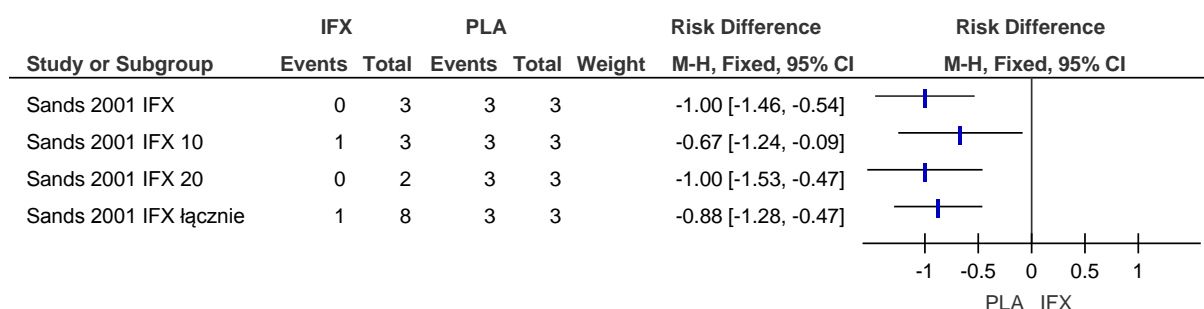 IFX PLA Risk Difference Risk Difference
Study or Subgroup Events Total Events Total Weight M-H, Fixed, 95% CI M-H, Fixed, 95% CI
Sands 2001 IFX 0 3 3 3 -1.00 [-1.46, -0.54]
Sands 2001 IFX 10 1 3 3 3 -0.67 [-1.24, -0.09]
Sands 2001 IFX 20 0 2 3 3 -1.00 [-1.53, -0.47]
Sands 2001 IFX łącznie 1 8 3 3 -0.88 [-1.28, -0.47]
-1 -0.5 0 0.5 1
PLA IFX